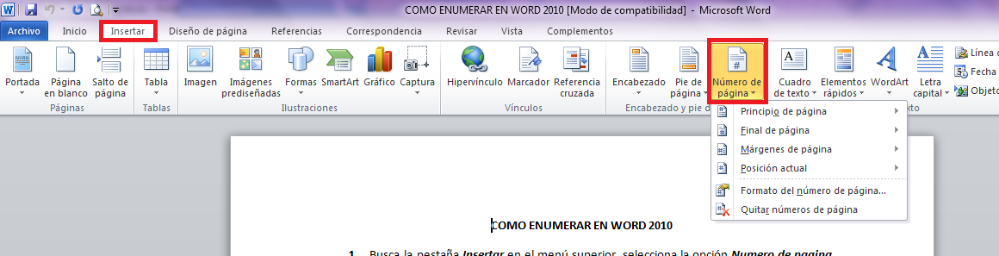 COMO ENUMERAR EN WORD 2010 [Modo de compatibilidad] - Microsoft Word
Archivo Inicio Insertar Diseño de página Referencias Correspondencia Revisar Vista Complementos
Portada Página en blanco Salto de página Tabla Imagen Imágenes prediseñadas Formas SmartArt Gráfico Captura Hipervínculo Marcador Referencia cruzada Encabezado Pie de página Número de página Cuadro de texto Elementos rápidos WordArt Letra capital Línea d
Fecha
Objeto
Páginas Tablas Ilustraciones Vínculos Encabezado y pie d xto
Principio de página
Final de página
Márgenes de página
Posición actual
Formato del número de página...
Quitar números de página
COMO ENUMERAR EN WORD 2010
1. Busca la pestaña Insertar en el menú superior, selecciona la opción Numero de pagina